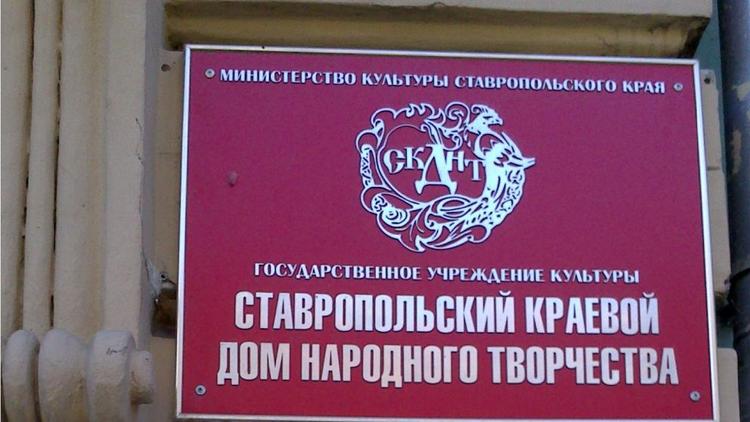 МИНИСТЕРСТВО КУЛЬТУРЫ СТАВРОПОЛЬСКОГО КРАЯ
СКДНТ
ГОСУДАРСТВЕННОЕ УЧРЕЖДЕНИЕ КУЛЬТУРЫ
СТАВРОПОЛЬСКИЙ КРАЕВОЙ
ДОМ НАРОДНОГО ТВОРЧЕСТВА